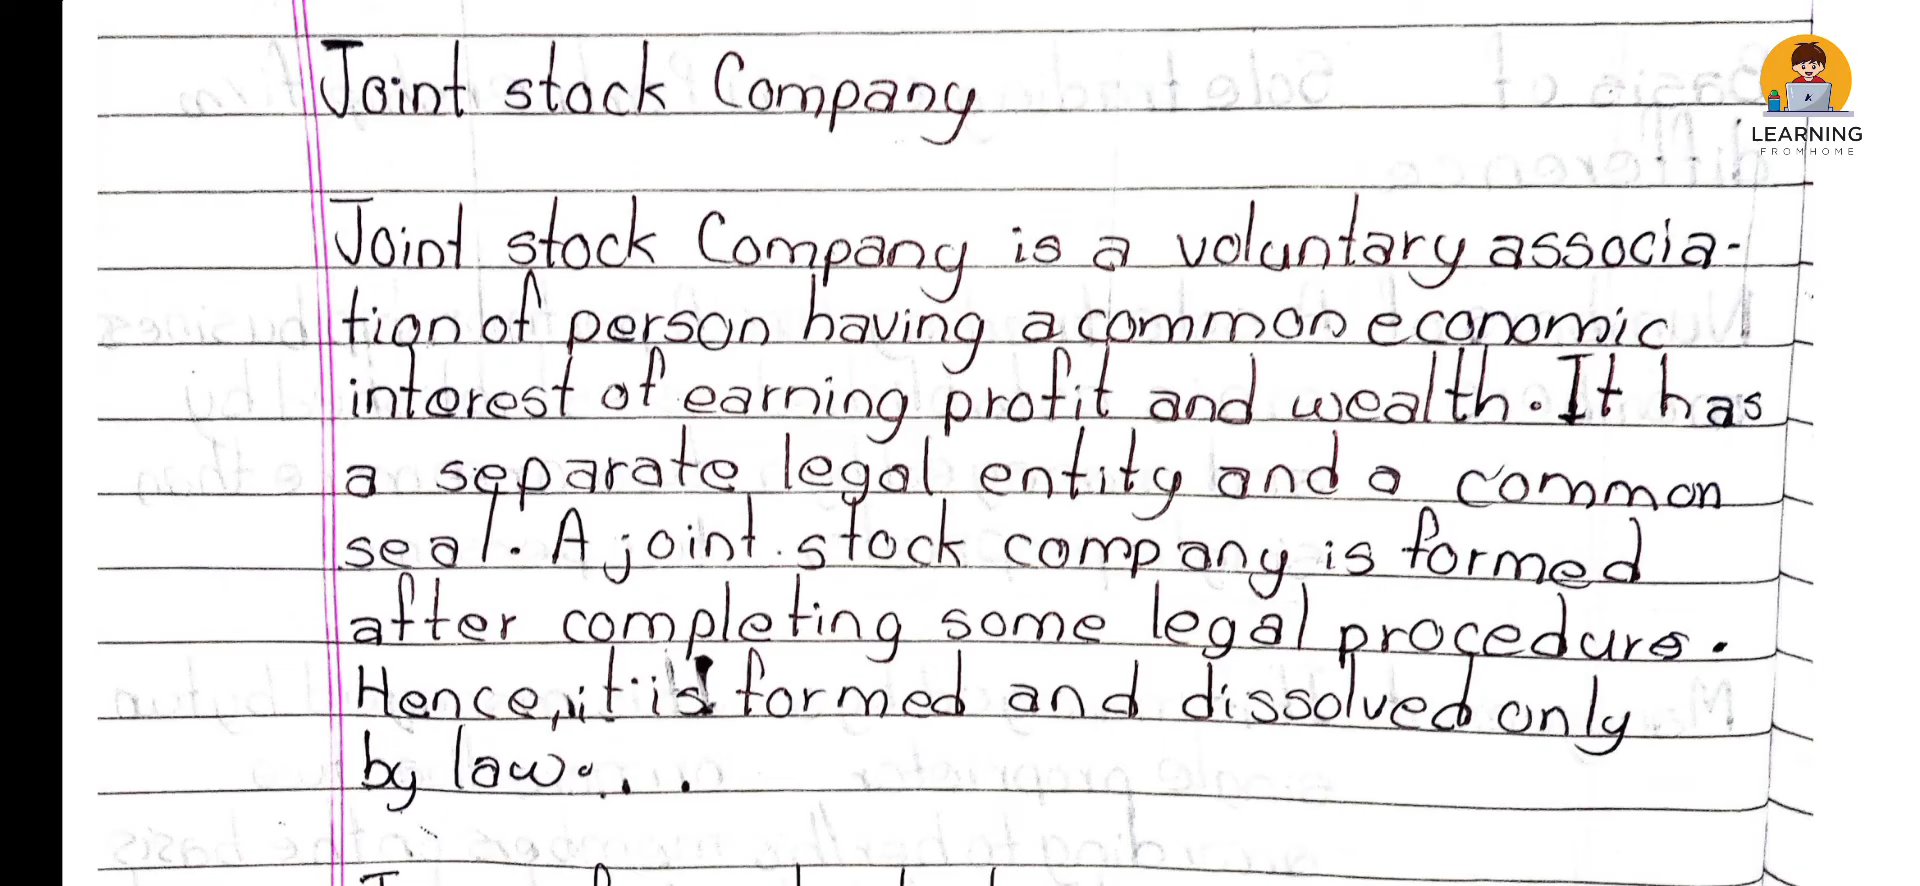 Joint stock Company
LEARNING
FROMHOME
Joint stock Company is a voluntary associa-
tion of person having a common economic
interest of earning profit and wealth. It has
a separate legal entity and a common
seal. A joint stock company is formed
after completing some legal procedure.
Hence, it is formed and dissolved only
by law.